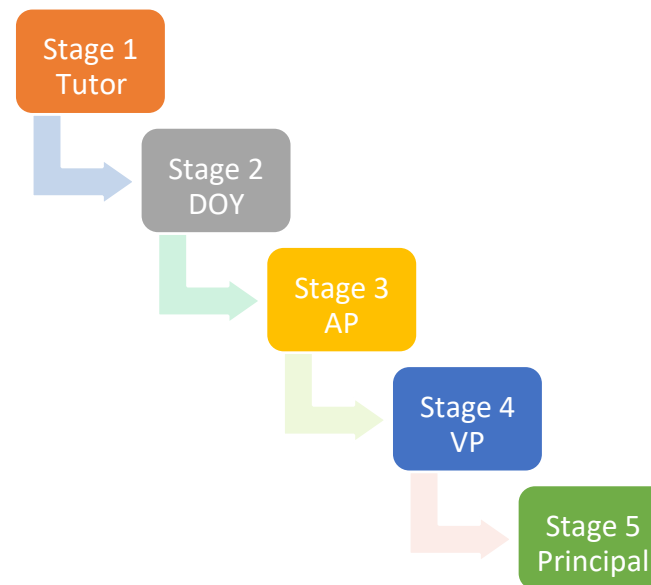 Stage 1
Tutor
Stage 2
DOY
Stage 3
AP
Stage 4
VP
Stage 5
Principal